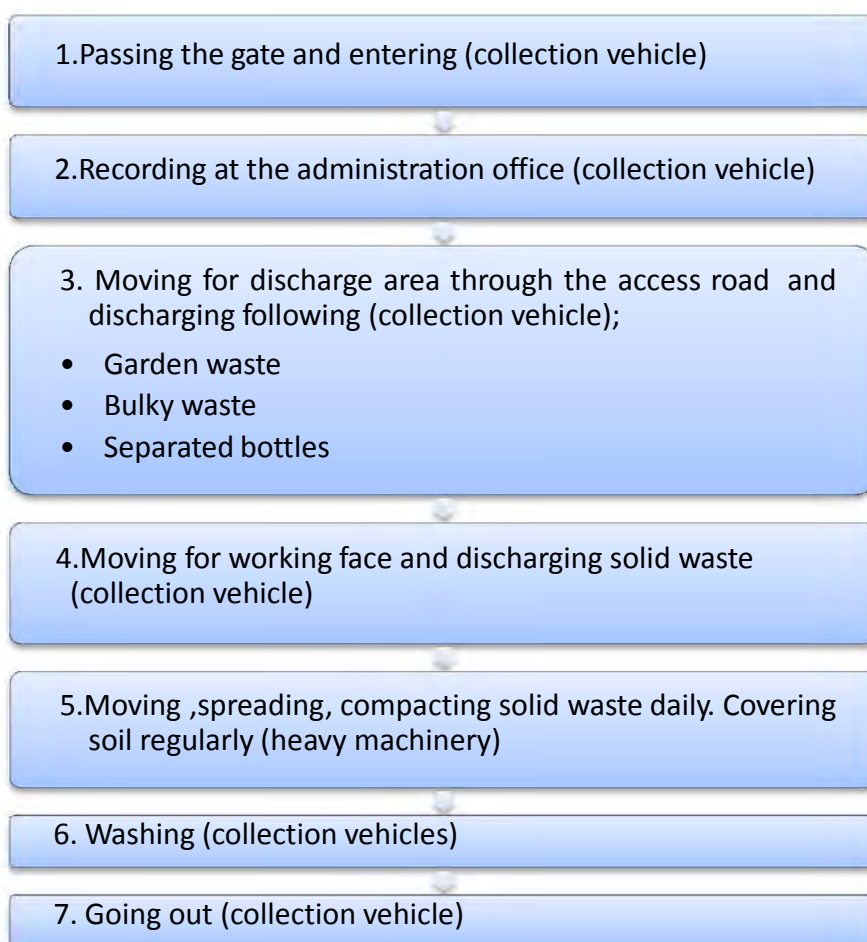 1.Passing the gate and entering (collection vehicle)
2.Recording at the administration office (collection vehicle)
3. Moving for discharge area through the access road and
discharging following (collection vehicle);
• Garden waste
• Bulky waste
• Separated bottles
4.Moving for working face and discharging solid waste
(collection vehicle)
5.Moving ,spreading, compacting solid waste daily. Covering
soil regularly (heavy machinery)
6. Washing (collection vehicles)
7. Going out (collection vehicle)